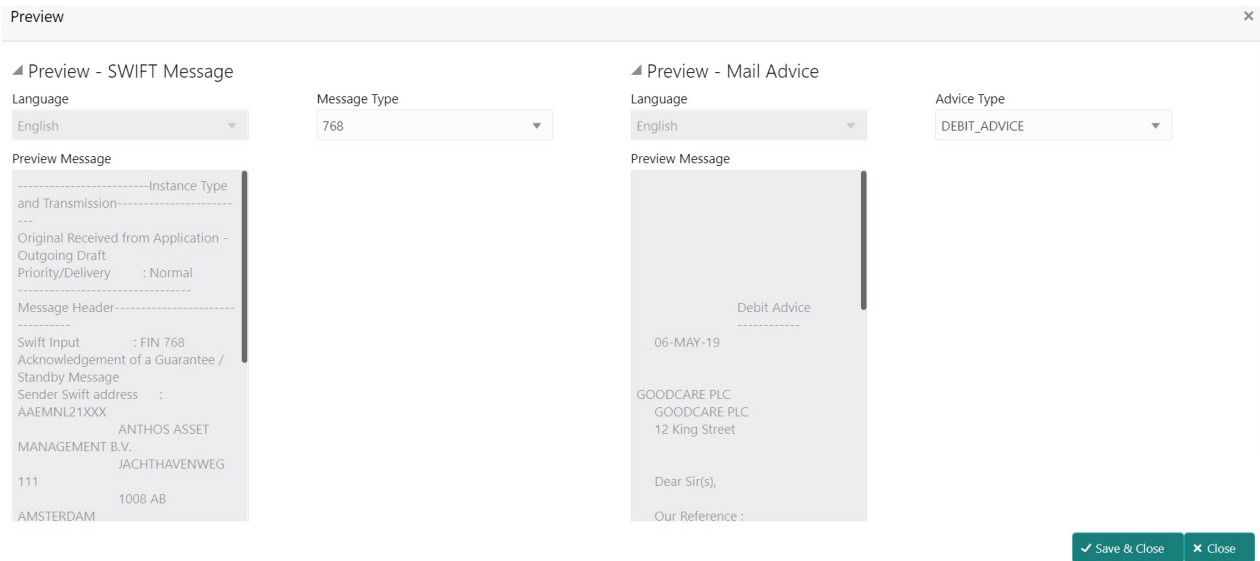 Preview
Preview - SWIFT Message
Language
English
Message Type
768
Preview Message
-------------------------Instance Type
and Transmission----------------------
---
Original Received from Application -
Outgoing Draft
Priority/Delivery : Normal
---------------------------------
Message Header-----------------------
----------
Swift Input : FIN 768
Acknowledgement of a Guarantee /
Standby Message
Sender Swift address :
AAEMNL21XXX
ANTHOS ASSET
MANAGEMENT B.V.
JACHTHAVENWEG
111
1008 AB
AMSTERDAM
Preview - Mail Advice
Language
English
Advice Type
DEBIT_ADVICE
Preview Message
Debit Advice
------------
06-MAY-19
GOODCARE PLC
GOODCARE PLC
12 King Street
Dear Sir(s),
Our Reference :
Save & Close
Close